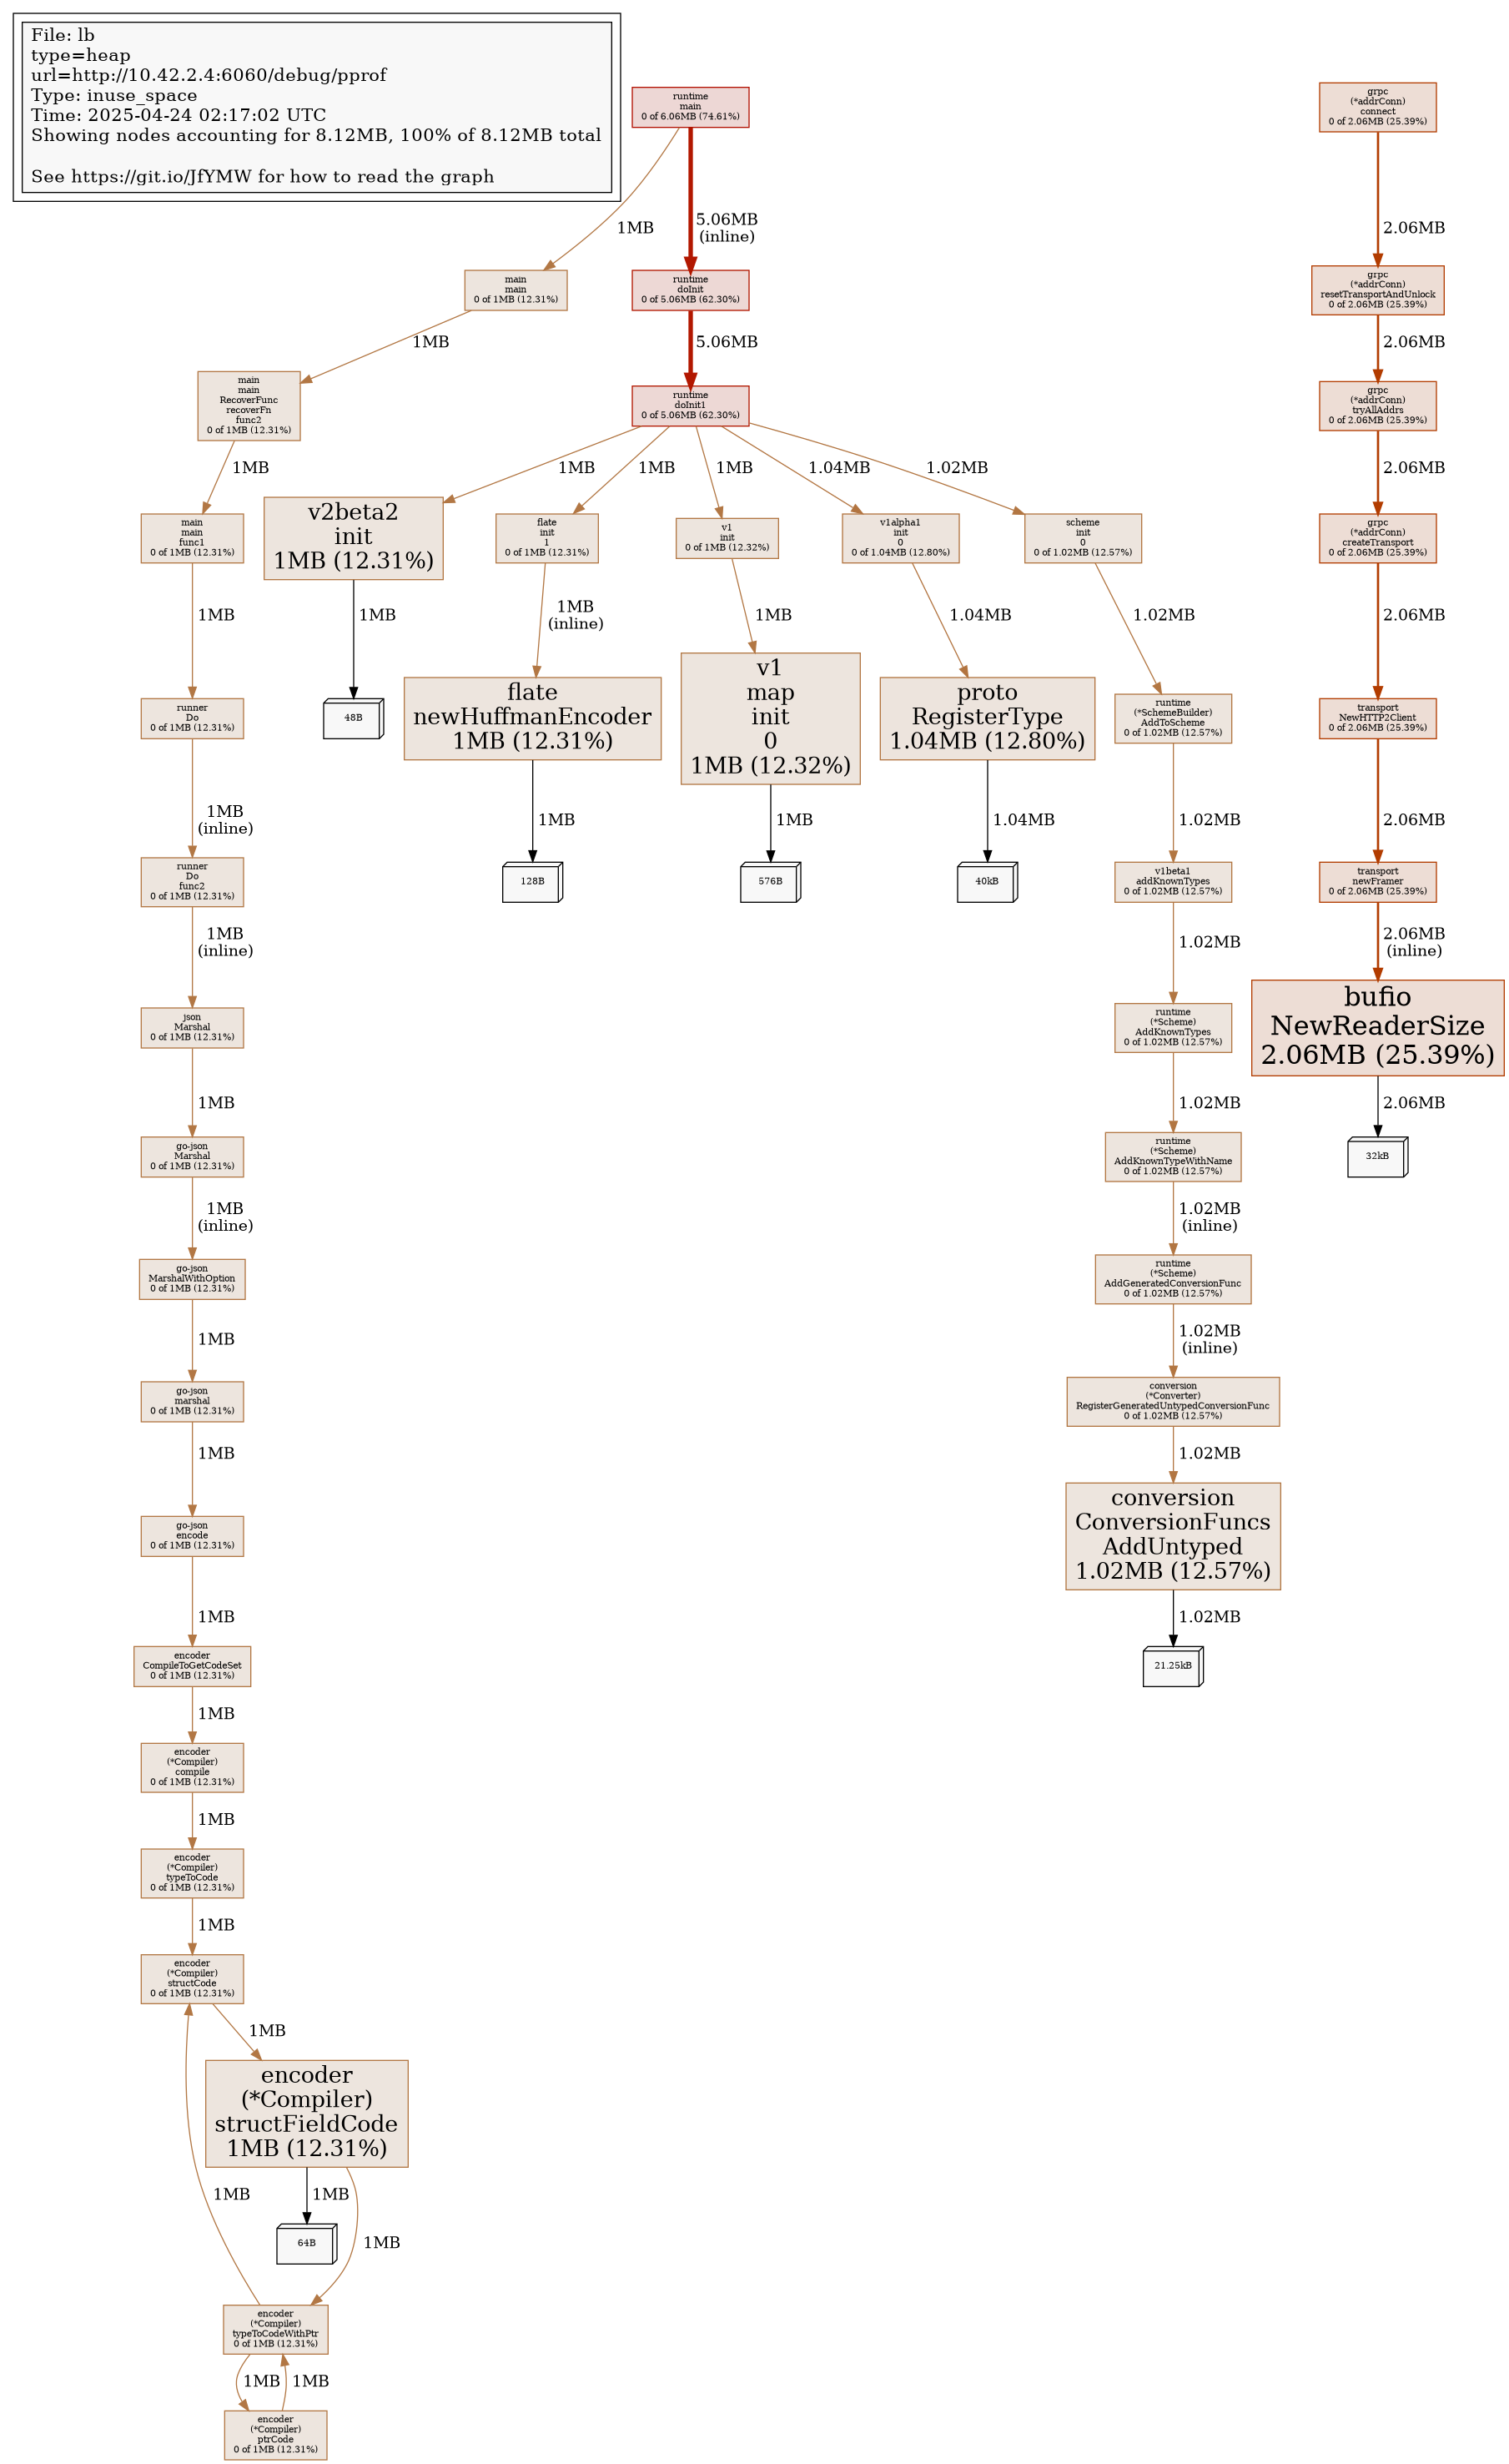 File: lb
type=heap
url=http://10.42.2.4:6060/debug/pprof
Type: inuse_space
Time: 2025-04-24 02:17:02 UTC
Showing nodes accounting for 8.12MB, 100% of 8.12MB total
See https://git.io/JfYMW for how to read the graph
runtime
main
0 of 6.06MB (74.61%)
grpc
(*addrConn)
connect
0 of 2.06MB (25.39%)
1MB
5.06MB
(inline)
2.06MB
main
main
0 of 1MB (12.31%)
runtime
doInit
0 of 5.06MB (62.30%)
grpc
(*addrConn)
resetTransportAndUnlock
0 of 2.06MB (25.39%)
1MB
5.06MB
2.06MB
main
main
RecoverFunc
recoverFn
func2
0 of 1MB (12.31%)
runtime
doInit1
0 of 5.06MB (62.30%)
grpc
(*addrConn)
tryAllAddrs
0 of 2.06MB (25.39%)
1MB
1MB
1MB
1MB
1.04MB
1.02MB
2.06MB
main
main
func1
0 of 1MB (12.31%)
v2beta2
init
1MB (12.31%)
flate
init
1
0 of 1MB (12.31%)
v1
init
0 of 1MB (12.32%)
v1alpha1
init
0
0 of 1.04MB (12.80%)
scheme
init
0
0 of 1.02MB (12.57%)
grpc
(*addrConn)
createTransport
0 of 2.06MB (25.39%)
1MB
1MB
1MB
(inline)
1MB
1.04MB
1.02MB
2.06MB
runner
Do
0 of 1MB (12.31%)
48B
flate
newHuffmanEncoder
1MB (12.31%)
v1
map
init
0
1MB (12.32%)
proto
RegisterType
1.04MB (12.80%)
runtime
(*SchemeBuilder)
AddToScheme
0 of 1.02MB (12.57%)
transport
NewHTTP2Client
0 of 2.06MB (25.39%)
1MB
(inline)
1MB
1MB
1.04MB
1.02MB
2.06MB
runner
Do
func2
0 of 1MB (12.31%)
128B
576B
40kB
v1beta1
addKnownTypes
0 of 1.02MB (12.57%)
transport
newFramer
0 of 2.06MB (25.39%)
1MB
(inline)
1.02MB
2.06MB
(inline)
json
Marshal
0 of 1MB (12.31%)
runtime
(*Scheme)
AddKnownTypes
0 of 1.02MB (12.57%)
bufio
NewReaderSize
2.06MB (25.39%)
1MB
1.02MB
2.06MB
go-json
Marshal
0 of 1MB (12.31%)
runtime
(*Scheme)
AddKnownTypeWithName
0 of 1.02MB (12.57%)
32kB
1MB
(inline)
1.02MB
(inline)
go-json
MarshalWithOption
0 of 1MB (12.31%)
runtime
(*Scheme)
AddGeneratedConversionFunc
0 of 1.02MB (12.57%)
1MB
1.02MB
(inline)
go-json
marshal
0 of 1MB (12.31%)
conversion
(*Converter)
RegisterGeneratedUntypedConversionFunc
0 of 1.02MB (12.57%)
1MB
1.02MB
go-json
encode
0 of 1MB (12.31%)
conversion
ConversionFuncs
AddUntyped
1.02MB (12.57%)
1MB
1.02MB
encoder
CompileToGetCodeSet
0 of 1MB (12.31%)
21.25kB
1MB
encoder
(*Compiler)
compile
0 of 1MB (12.31%)
1MB
encoder
(*Compiler)
typeToCode
0 of 1MB (12.31%)
1MB
encoder
(*Compiler)
structCode
0 of 1MB (12.31%)
1MB
encoder
(*Compiler)
structFieldCode
1MB (12.31%)
1MB
1MB
64B
1MB
encoder
(*Compiler)
typeToCodeWithPtr
0 of 1MB (12.31%)
1MB
1MB
encoder
(*Compiler)
ptrCode
0 of 1MB (12.31%)